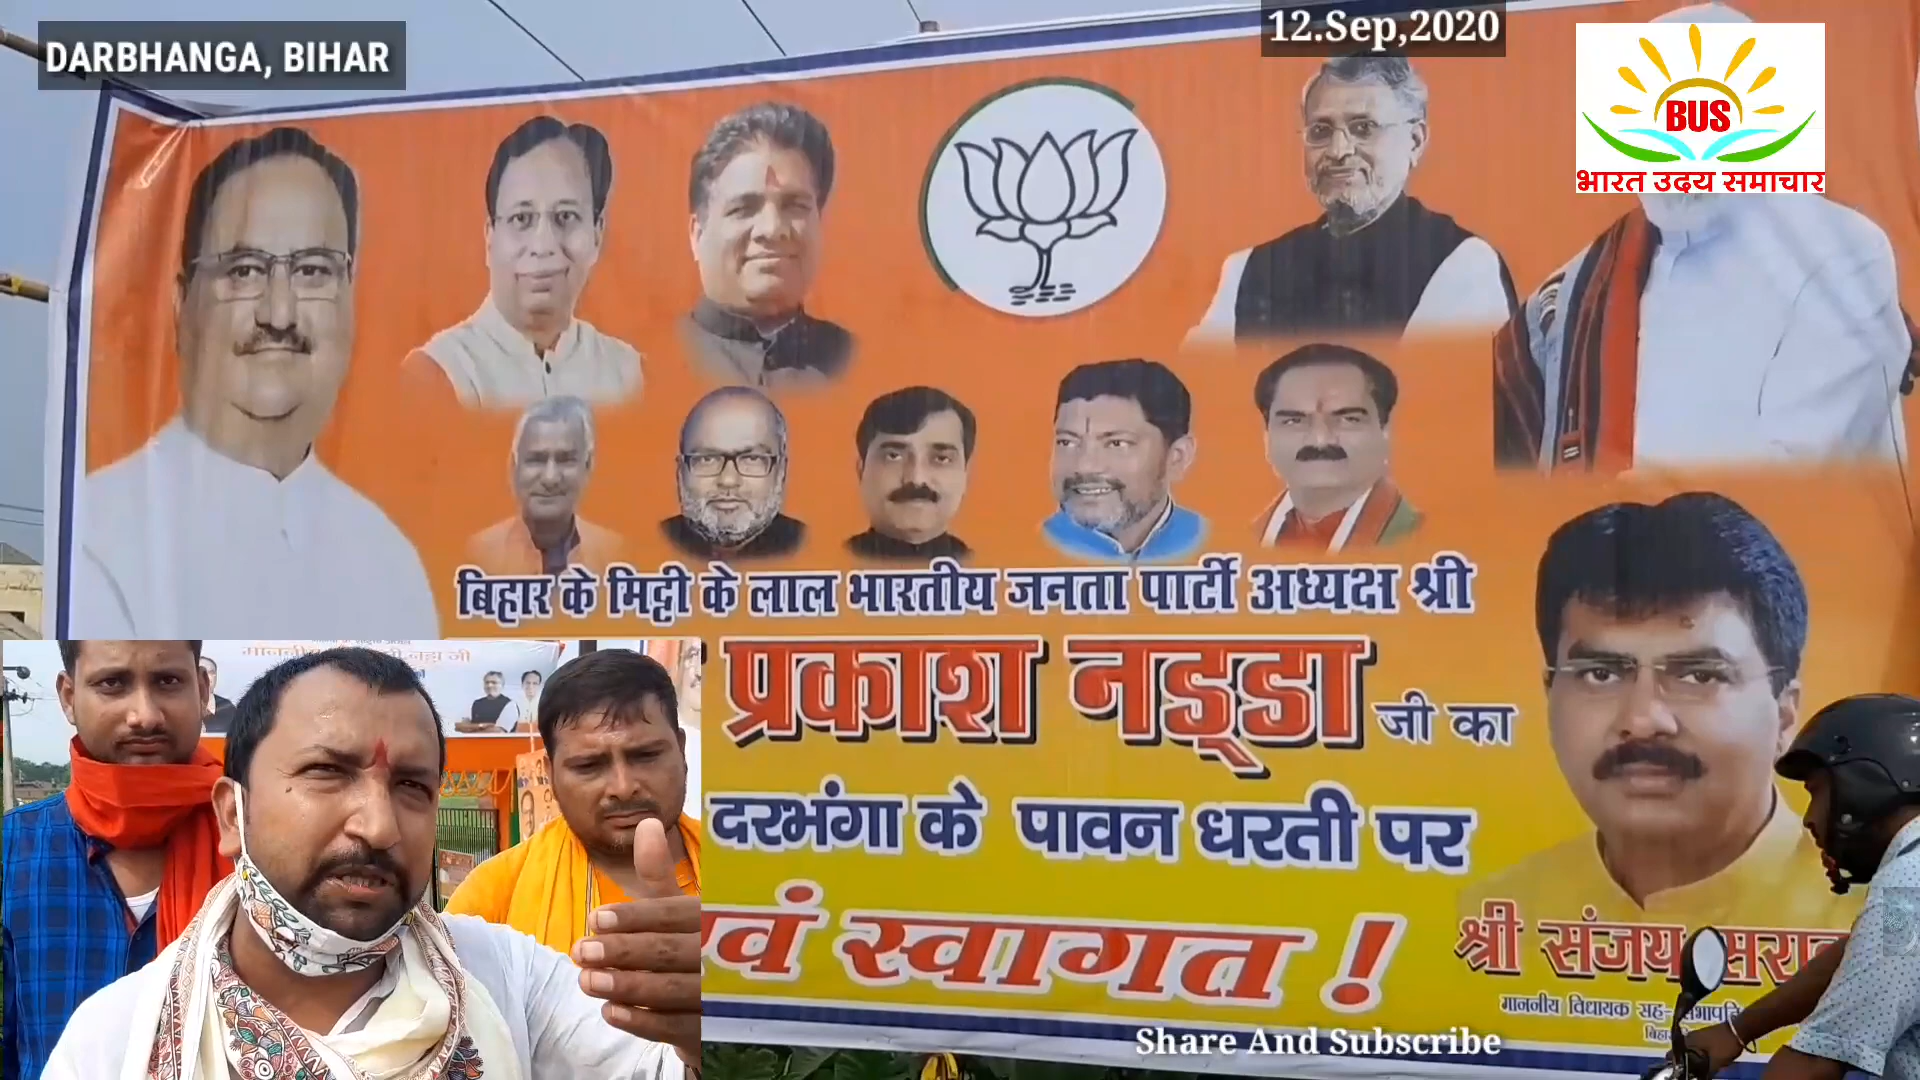 DARBHANGA, BIHAR
12.Sep,2020
BUS
भारत उदय समाचार
बिहार के मिट्टी के लाल भारतीय जनता पार्टी अध्यक्ष श्री
प्रकाश नड्डा जी का
दरभंगा के पावन धरती पर
स्वागत !
श्री संजय
माननीय विधायक सह-
Share And Subscribe